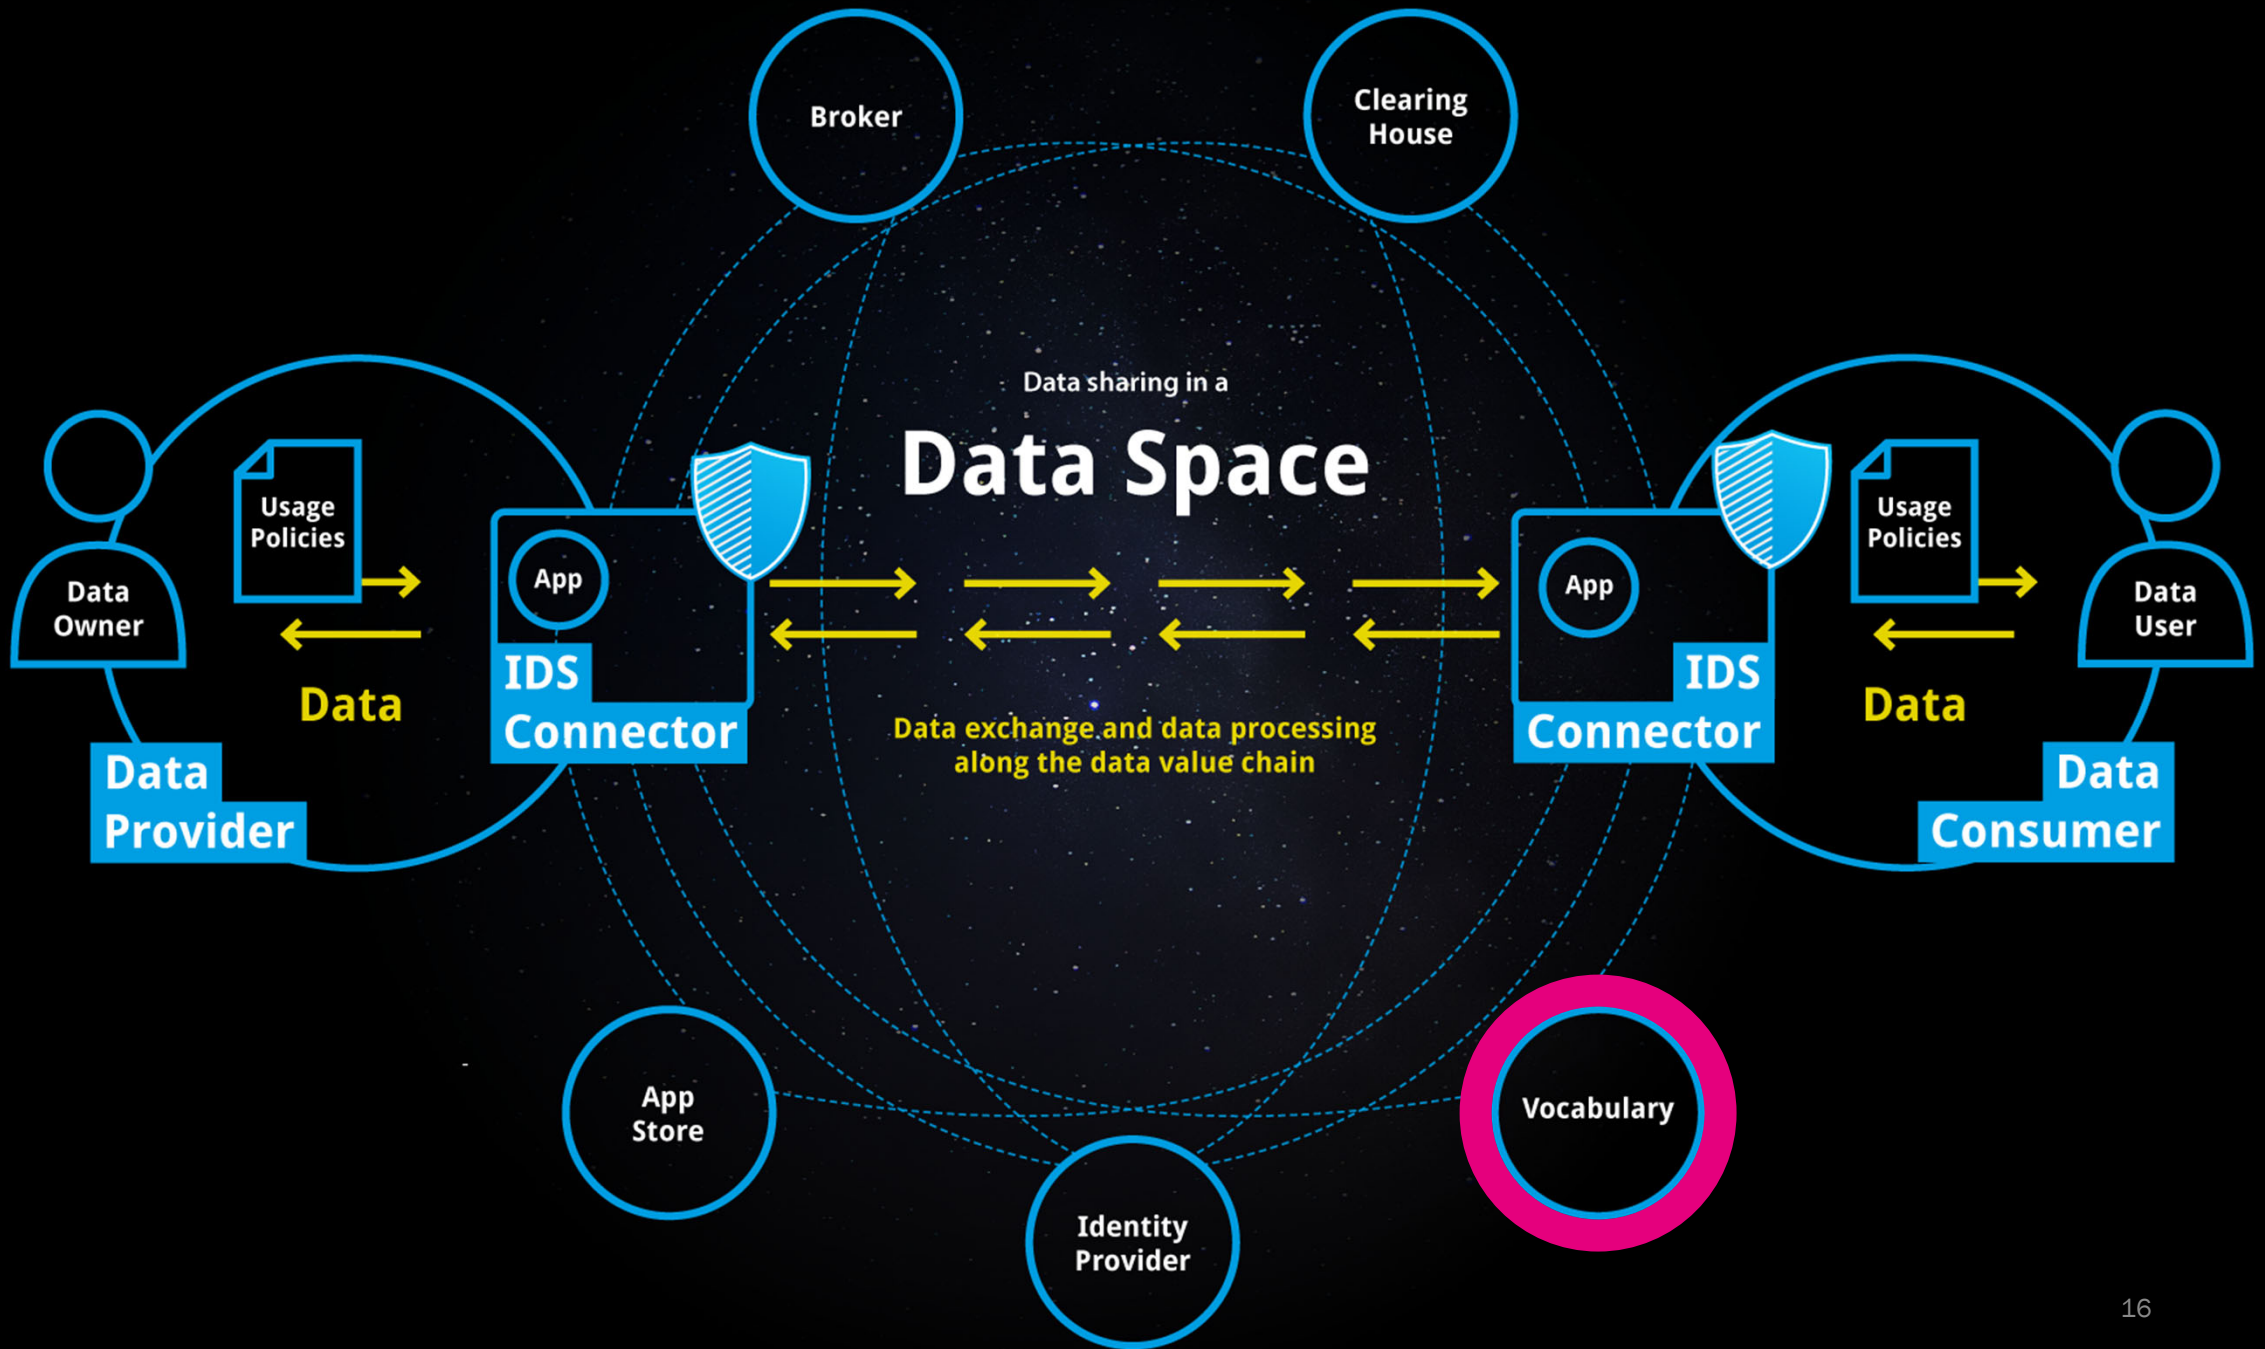 Broker
Clearing
House
Data sharing in a
Data Space
Usage
Policies
Data
Owner
App
IDS
Connector
Data
Data
Provider
Data exchange and data processing
along the data value chain
App
IDS
Connector
Usage
Policies
Data
User
Data
Data
Consumer
App
Store
Identity
Provider
Vocabulary
16